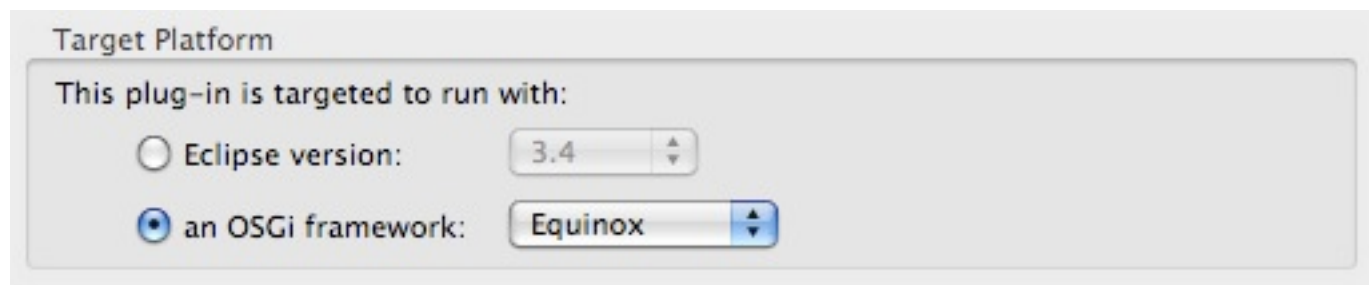 Target Platform
This plug-in is targeted to run with:
Eclipse version: 3.4
an OSGi framework: Equinox